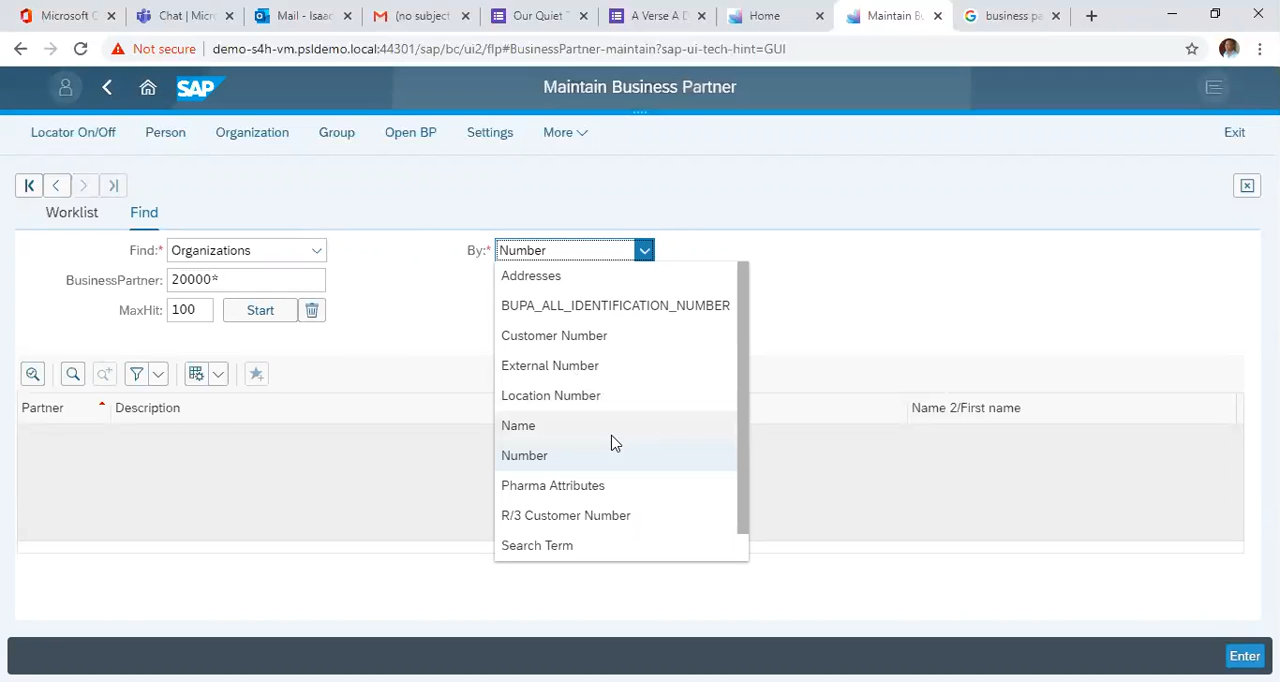 Microsoft O
Chat | Micr
Mail - Isaac
(no subject
Our Quiet T
A Verse A D
Home
Maintain Bu
business pa
Not secure
demo-s4h-vm.psldemo.local:44301/sap/bc/ui2/flp#BusinessPartner-maintain?sap-ui-tech-hint=GUI
SAP
Maintain Business Partner
Locator On/Off
Person
Organization
Group
Open BP
Settings
More
Exit
Worklist
Find
Find:* Organizations
By:* Number
BusinessPartner: 20000*
MaxHit: 100
Start
Addresses
BUPA_ALL_IDENTIFICATION_NUMBER
Customer Number
External Number
Location Number
Name
Number
Pharma Attributes
R/3 Customer Number
Search Term
Partner
Description
Name 2/First name
Enter